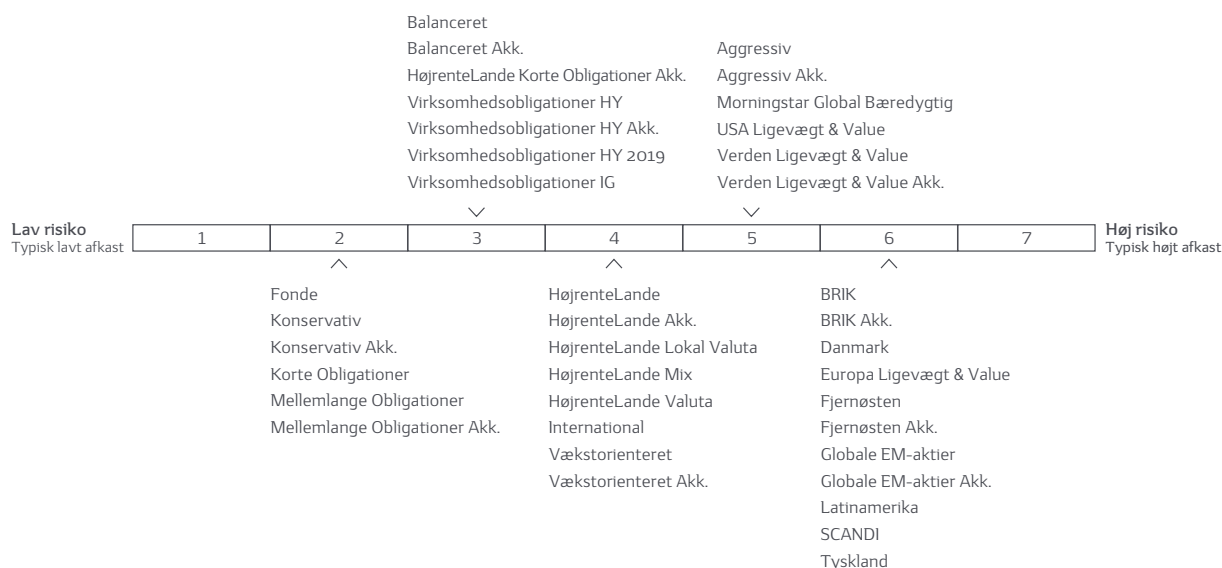 Balanceret
Balanceret Akk.
HøjrenteLande Korte Obligationer Akk.
Virksomhedsobligationer HY
Virksomhedsobligationer HY Akk.
Virksomhedsobligationer HY 2019
Virksomhedsobligationer IG
Aggressiv
Aggressiv Akk.
Morningstar Global Bæredygtig
USA Ligevægt & Value
Verden Ligevægt & Value
Verden Ligevægt & Value Akk.
Lav risiko
Typisk lavt afkast
1 2 3 4 5 6 7
Høj risiko
Typisk højt afkast
Fonde
Konservativ
Konservativ Akk.
Korte Obligationer
Mellemlange Obligationer
Mellemlange Obligationer Akk.
HøjrenteLande
HøjrenteLande Akk.
HøjrenteLande Lokal Valuta
HøjrenteLande Mix
HøjrenteLande Valuta
International
Vækstorienteret
Vækstorienteret Akk.
BRIK
BRIK Akk.
Danmark
Europa Ligevægt & Value
Fjernøsten
Fjernøsten Akk.
Globale EM-aktier
Globale EM-aktier Akk.
Latinamerika
SCANDI
Tyskland